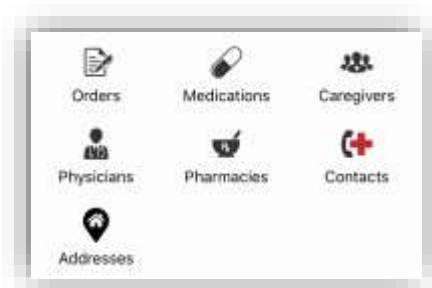 Orders Medications Caregivers
Physicians Pharmacies Contacts
Addresses